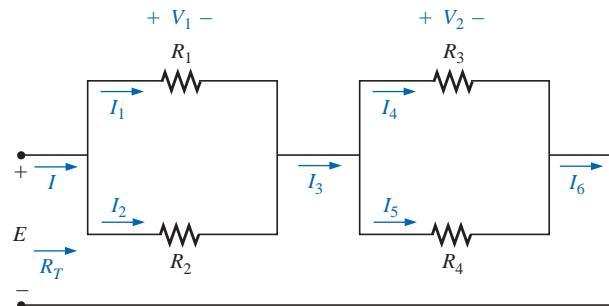 + V1 − + V2 −
R1 R3
I1 I4
+ I I3 I6
I2 I5
E
RT R2 R4
−